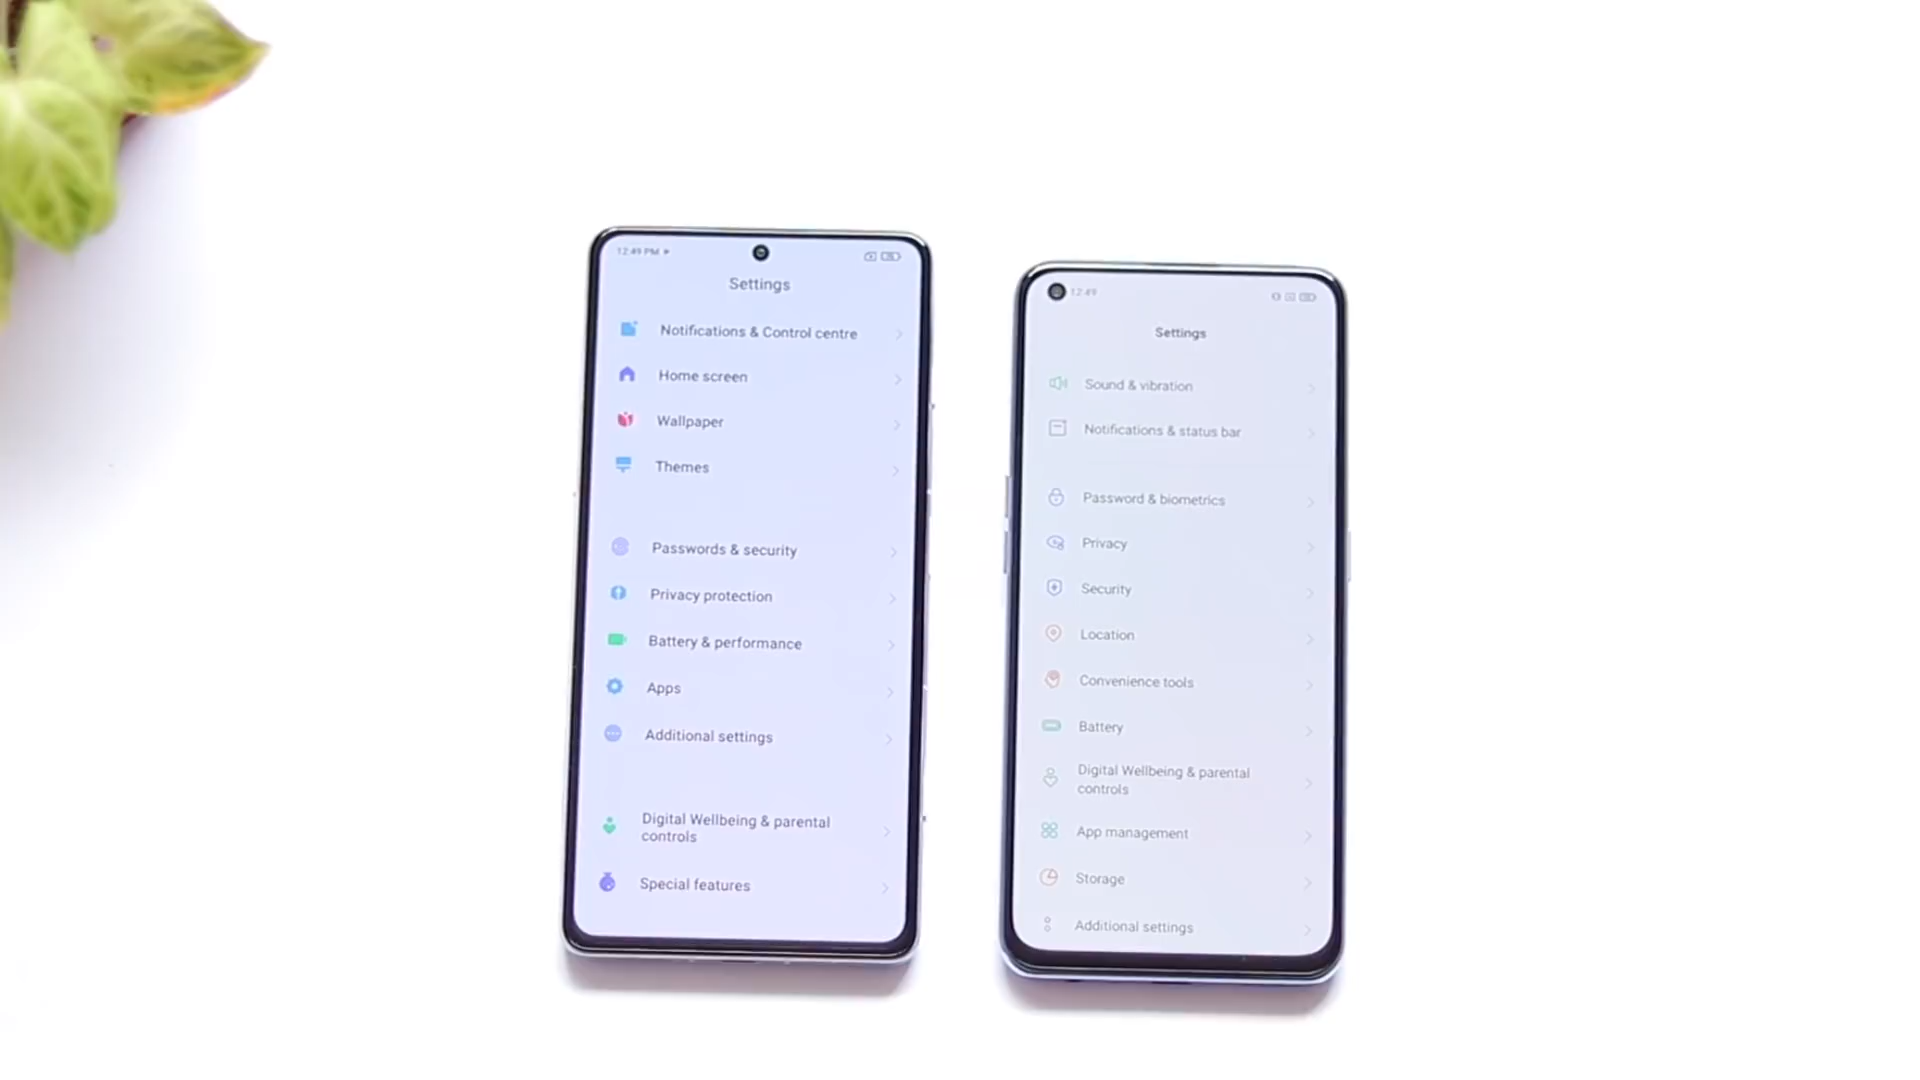 12:49 PM
Settings
Notifications & Control centre
Home screen
Wallpaper
Themes
Passwords & security
Privacy protection
Battery & performance
Apps
Additional settings
Digital Wellbeing & parental
controls
Special features
12:49
Settings
Sound & vibration
Notifications & status bar
Password & biometrics
Privacy
Security
Location
Convenience tools
Battery
Digital Wellbeing & parental
controls
App management
Storage
Additional settings